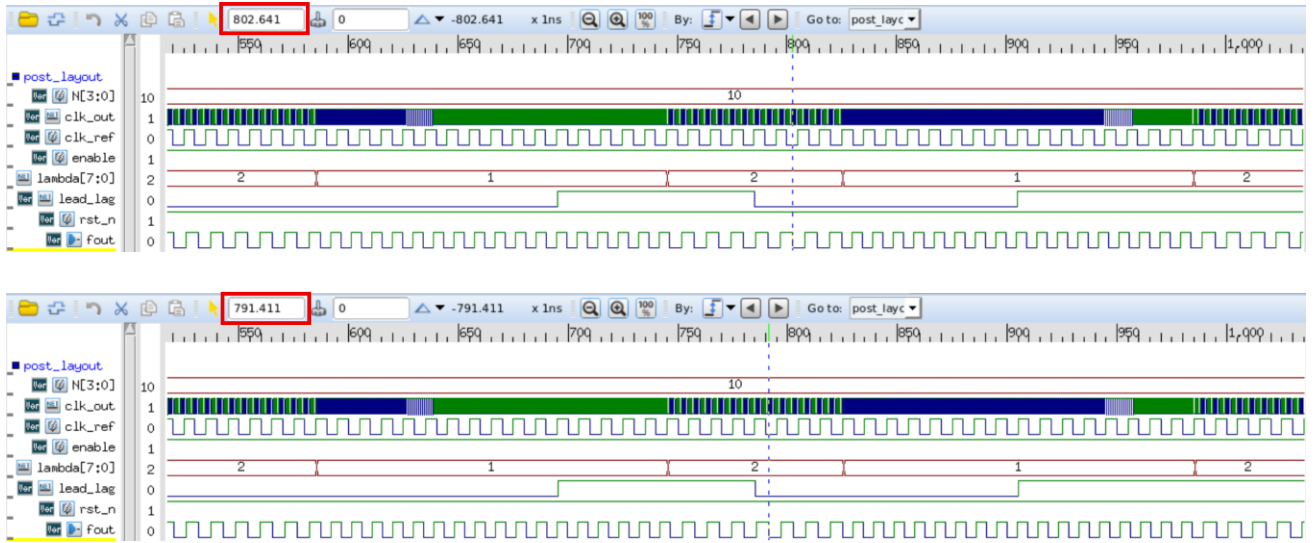 802.641 0 -802.641 x 1ns 100% By: Go to: post_layc
550 600 650 700 750 800 850 900 950 1,000
post_layout
N[3:0] 10 10
clk_out 1
clk_ref 0
enable 1
lambda[7:0] 2 2 1 2 1 2
lead_lag 0
rst_n 1
fout 0
791.411 0 -791.411 x 1ns 100% By: Go to: post_layc
550 600 650 700 750 800 850 900 950 1,000
post_layout
N[3:0] 10 10
clk_out 1
clk_ref 0
enable 1
lambda[7:0] 2 2 1 2 1 2
lead_lag 0
rst_n 1
fout 0